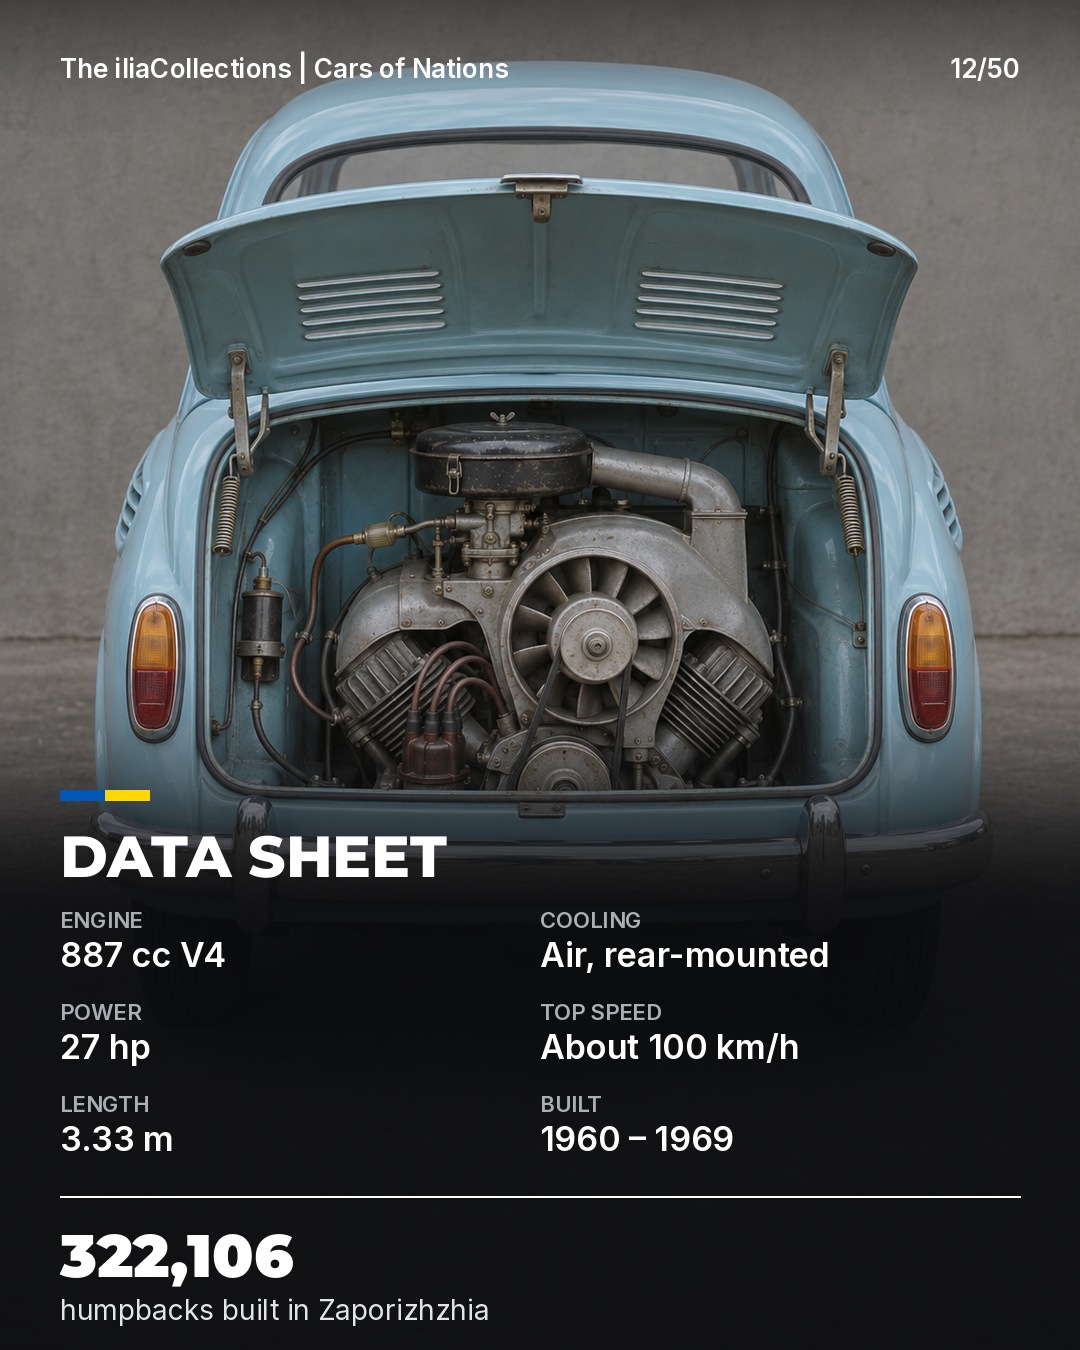 The iliaCollections | Cars of Nations
12/50
DATA SHEET
ENGINE
887 cc V4
COOLING
Air, rear-mounted
POWER
27 hp
TOP SPEED
About 100 km/h
LENGTH
3.33 m
BUILT
1960 – 1969
322,106
humpbacks built in Zaporizhzhia